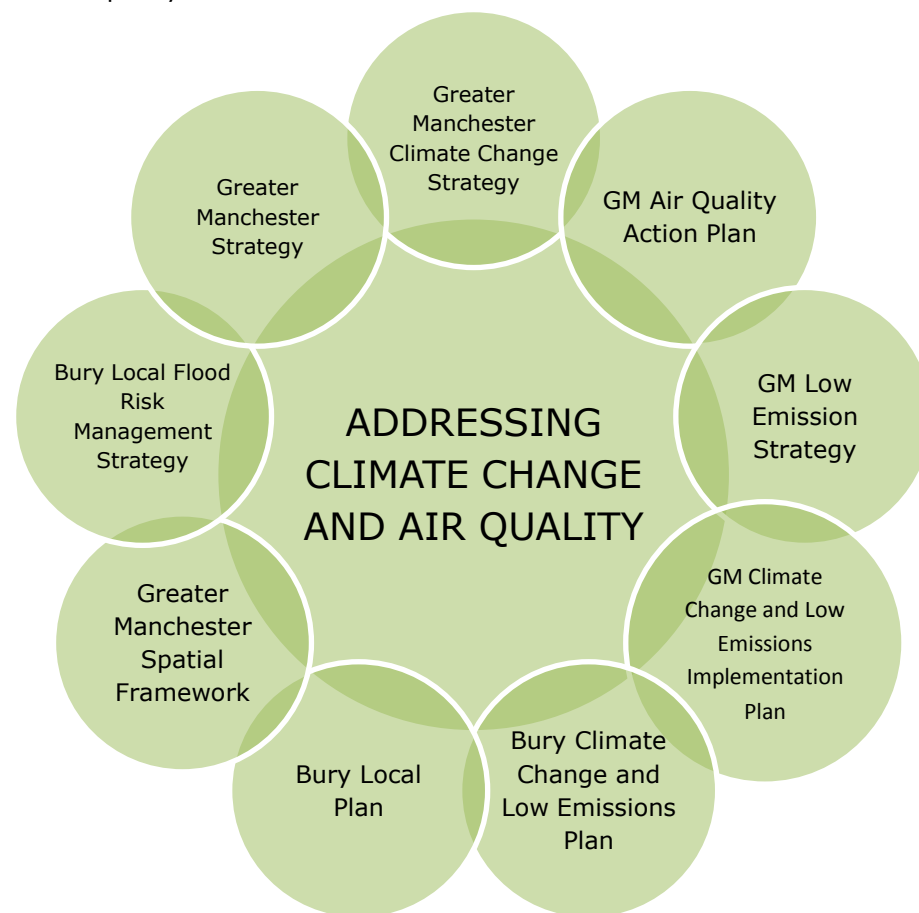 Greater
Manchester
Climate Change
Strategy
GM Air Quality
Action Plan
GM Low
Emission
Strategy
GM Climate
Change and Low
Emissions
Implementation
Plan
Bury Climate
Change and
Low Emissions
Plan
Bury Local
Plan
Greater
Manchester
Spatial
Framework
Bury Local Flood
Risk
Management
Strategy
Greater
Manchester
Strategy
ADDRESSING
CLIMATE CHANGE
AND AIR QUALITY